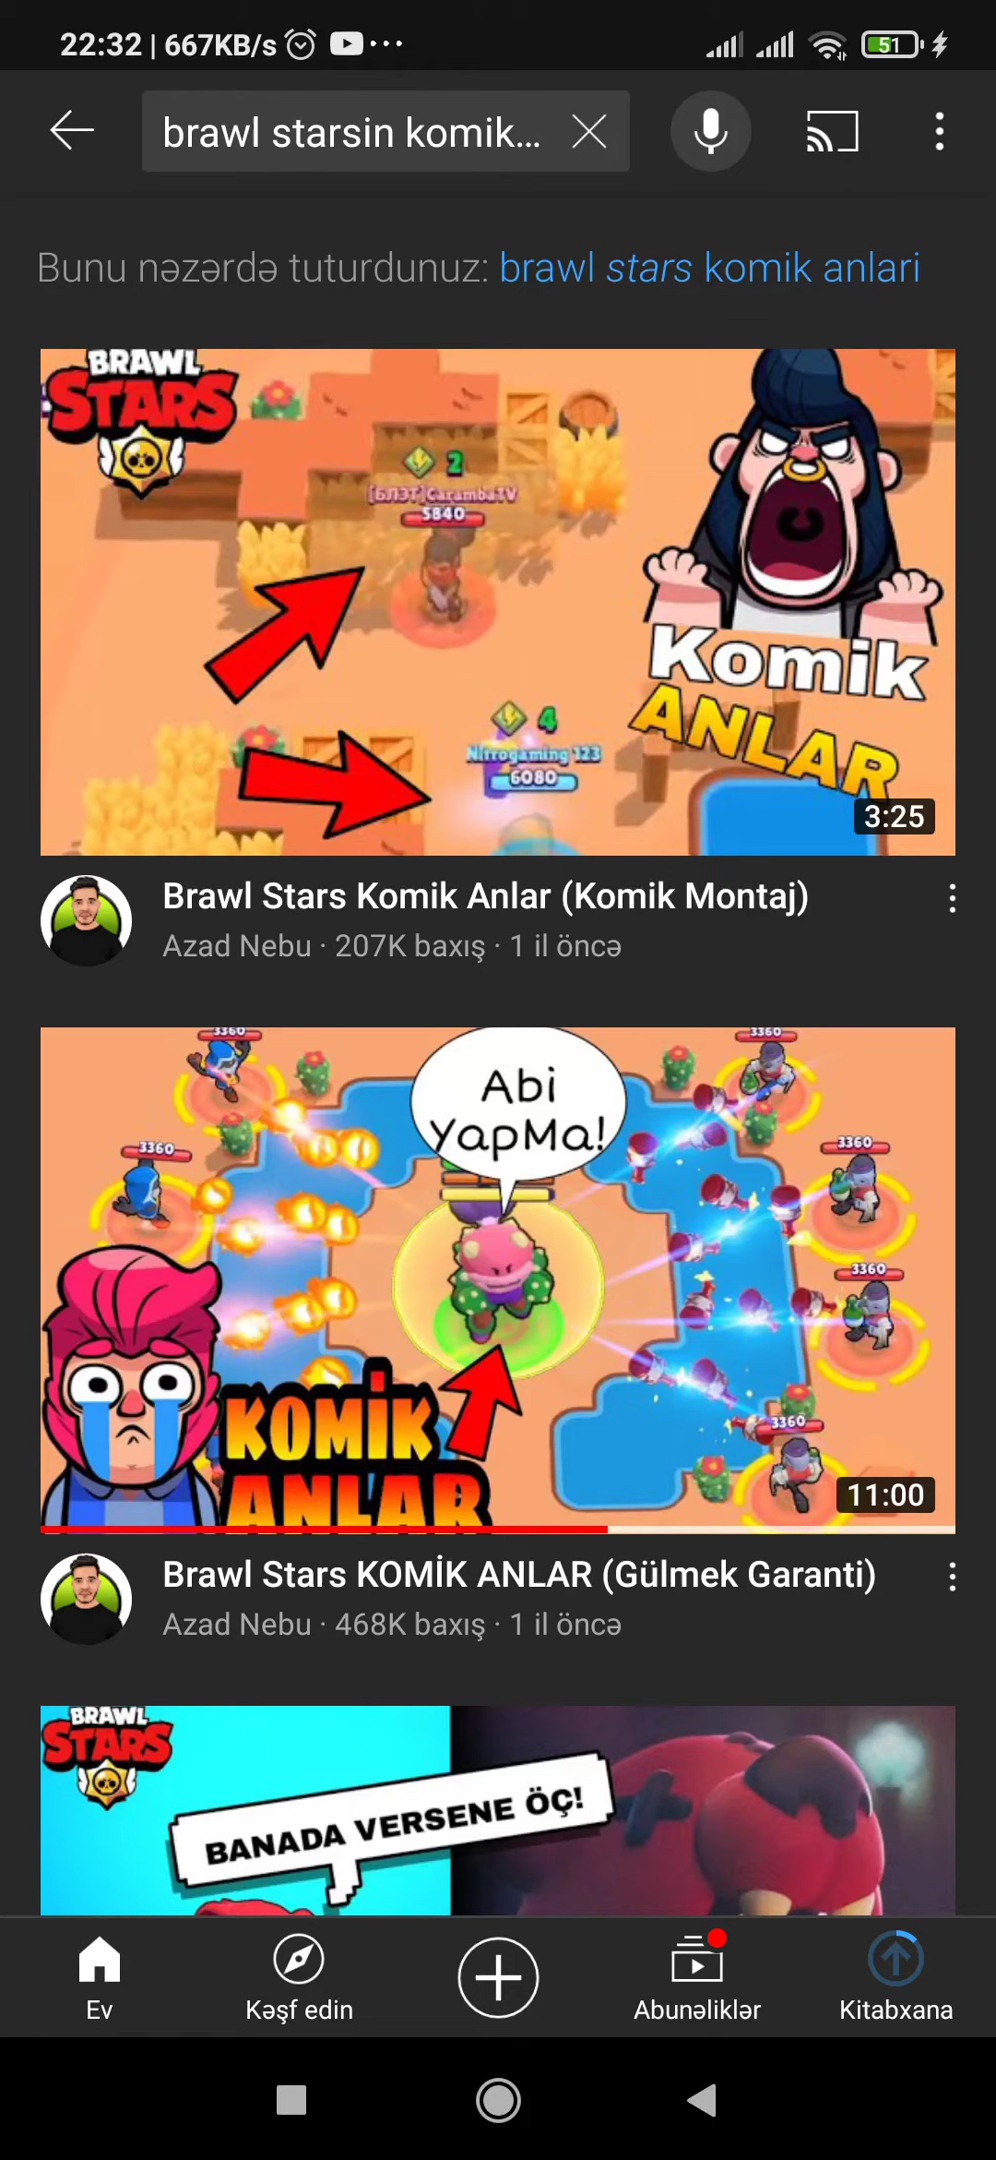 22:32 | 667KB/s
51
brawl starsin komik...
Bunu nəzərdə tuturdunuz: brawl stars komik anlari
BRAWL
STARS
2
[БЛЭТ]CarambaTV
5840
4
Nitrogaming 123
6080
Komik
ANLAR
3:25
Brawl Stars Komik Anlar (Komik Montaj)
Azad Nebu · 207K baxış · 1 il öncə
3360
3360
Abi
YapMa!
3360
3360
3360
3360
KOMİK
ANLAR
11:00
Brawl Stars KOMİK ANLAR (Gülmek Garanti)
Azad Nebu · 468K baxış · 1 il öncə
BRAWL
STARS
BANADA VERSENE ÖÇ!
Ev
Kəşf edin
Abunəliklər
Kitabxana